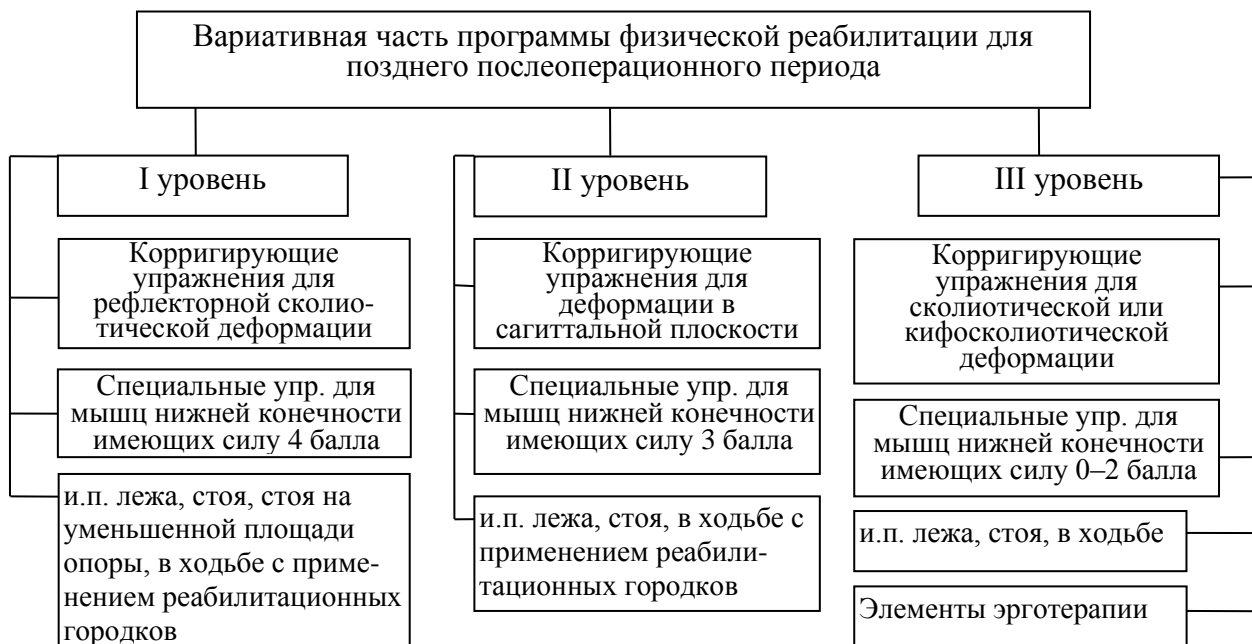 Вариативная часть программы физической реабилитации для
позднего послеоперационного периода
I уровень
Корригирующие
упражнения для
рефлекторной сколио-
тической деформации
Специальные упр. для
мышц нижней конечности
имеющих силу 4 балла
и.п. лежа, стоя, стоя на
уменьшенной площади
опоры, в ходьбе с приме-
нением реабилитационных
городков
II уровень
Корригирующие
упражнения для
деформации в
сагиттальной плоскости
Специальные упр. для
мышц нижней конечности
имеющих силу 3 балла
и.п. лежа, стоя, в ходьбе с
применением реабили-
тационных городков
III уровень
Корригирующие
упражнения для
сколиотической или
кифосколиотической
деформации
Специальные упр. для
мышц нижней конечности
имеющих силу 0–2 балла
и.п. лежа, стоя, в ходьбе
Элементы эрготерапии